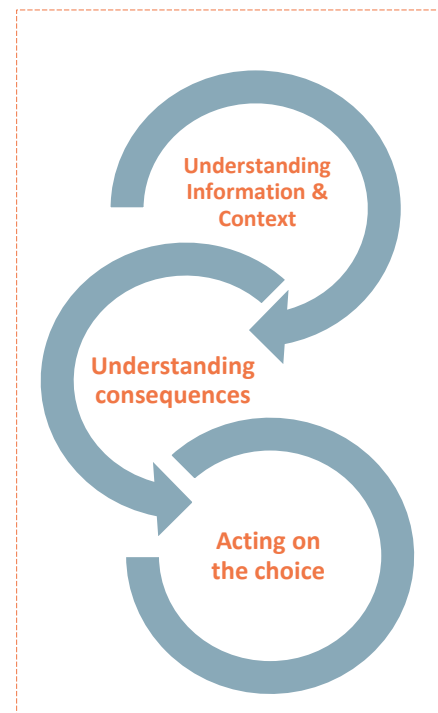 Understanding
Information &
Context
Understanding
consequences
Acting on
the choice